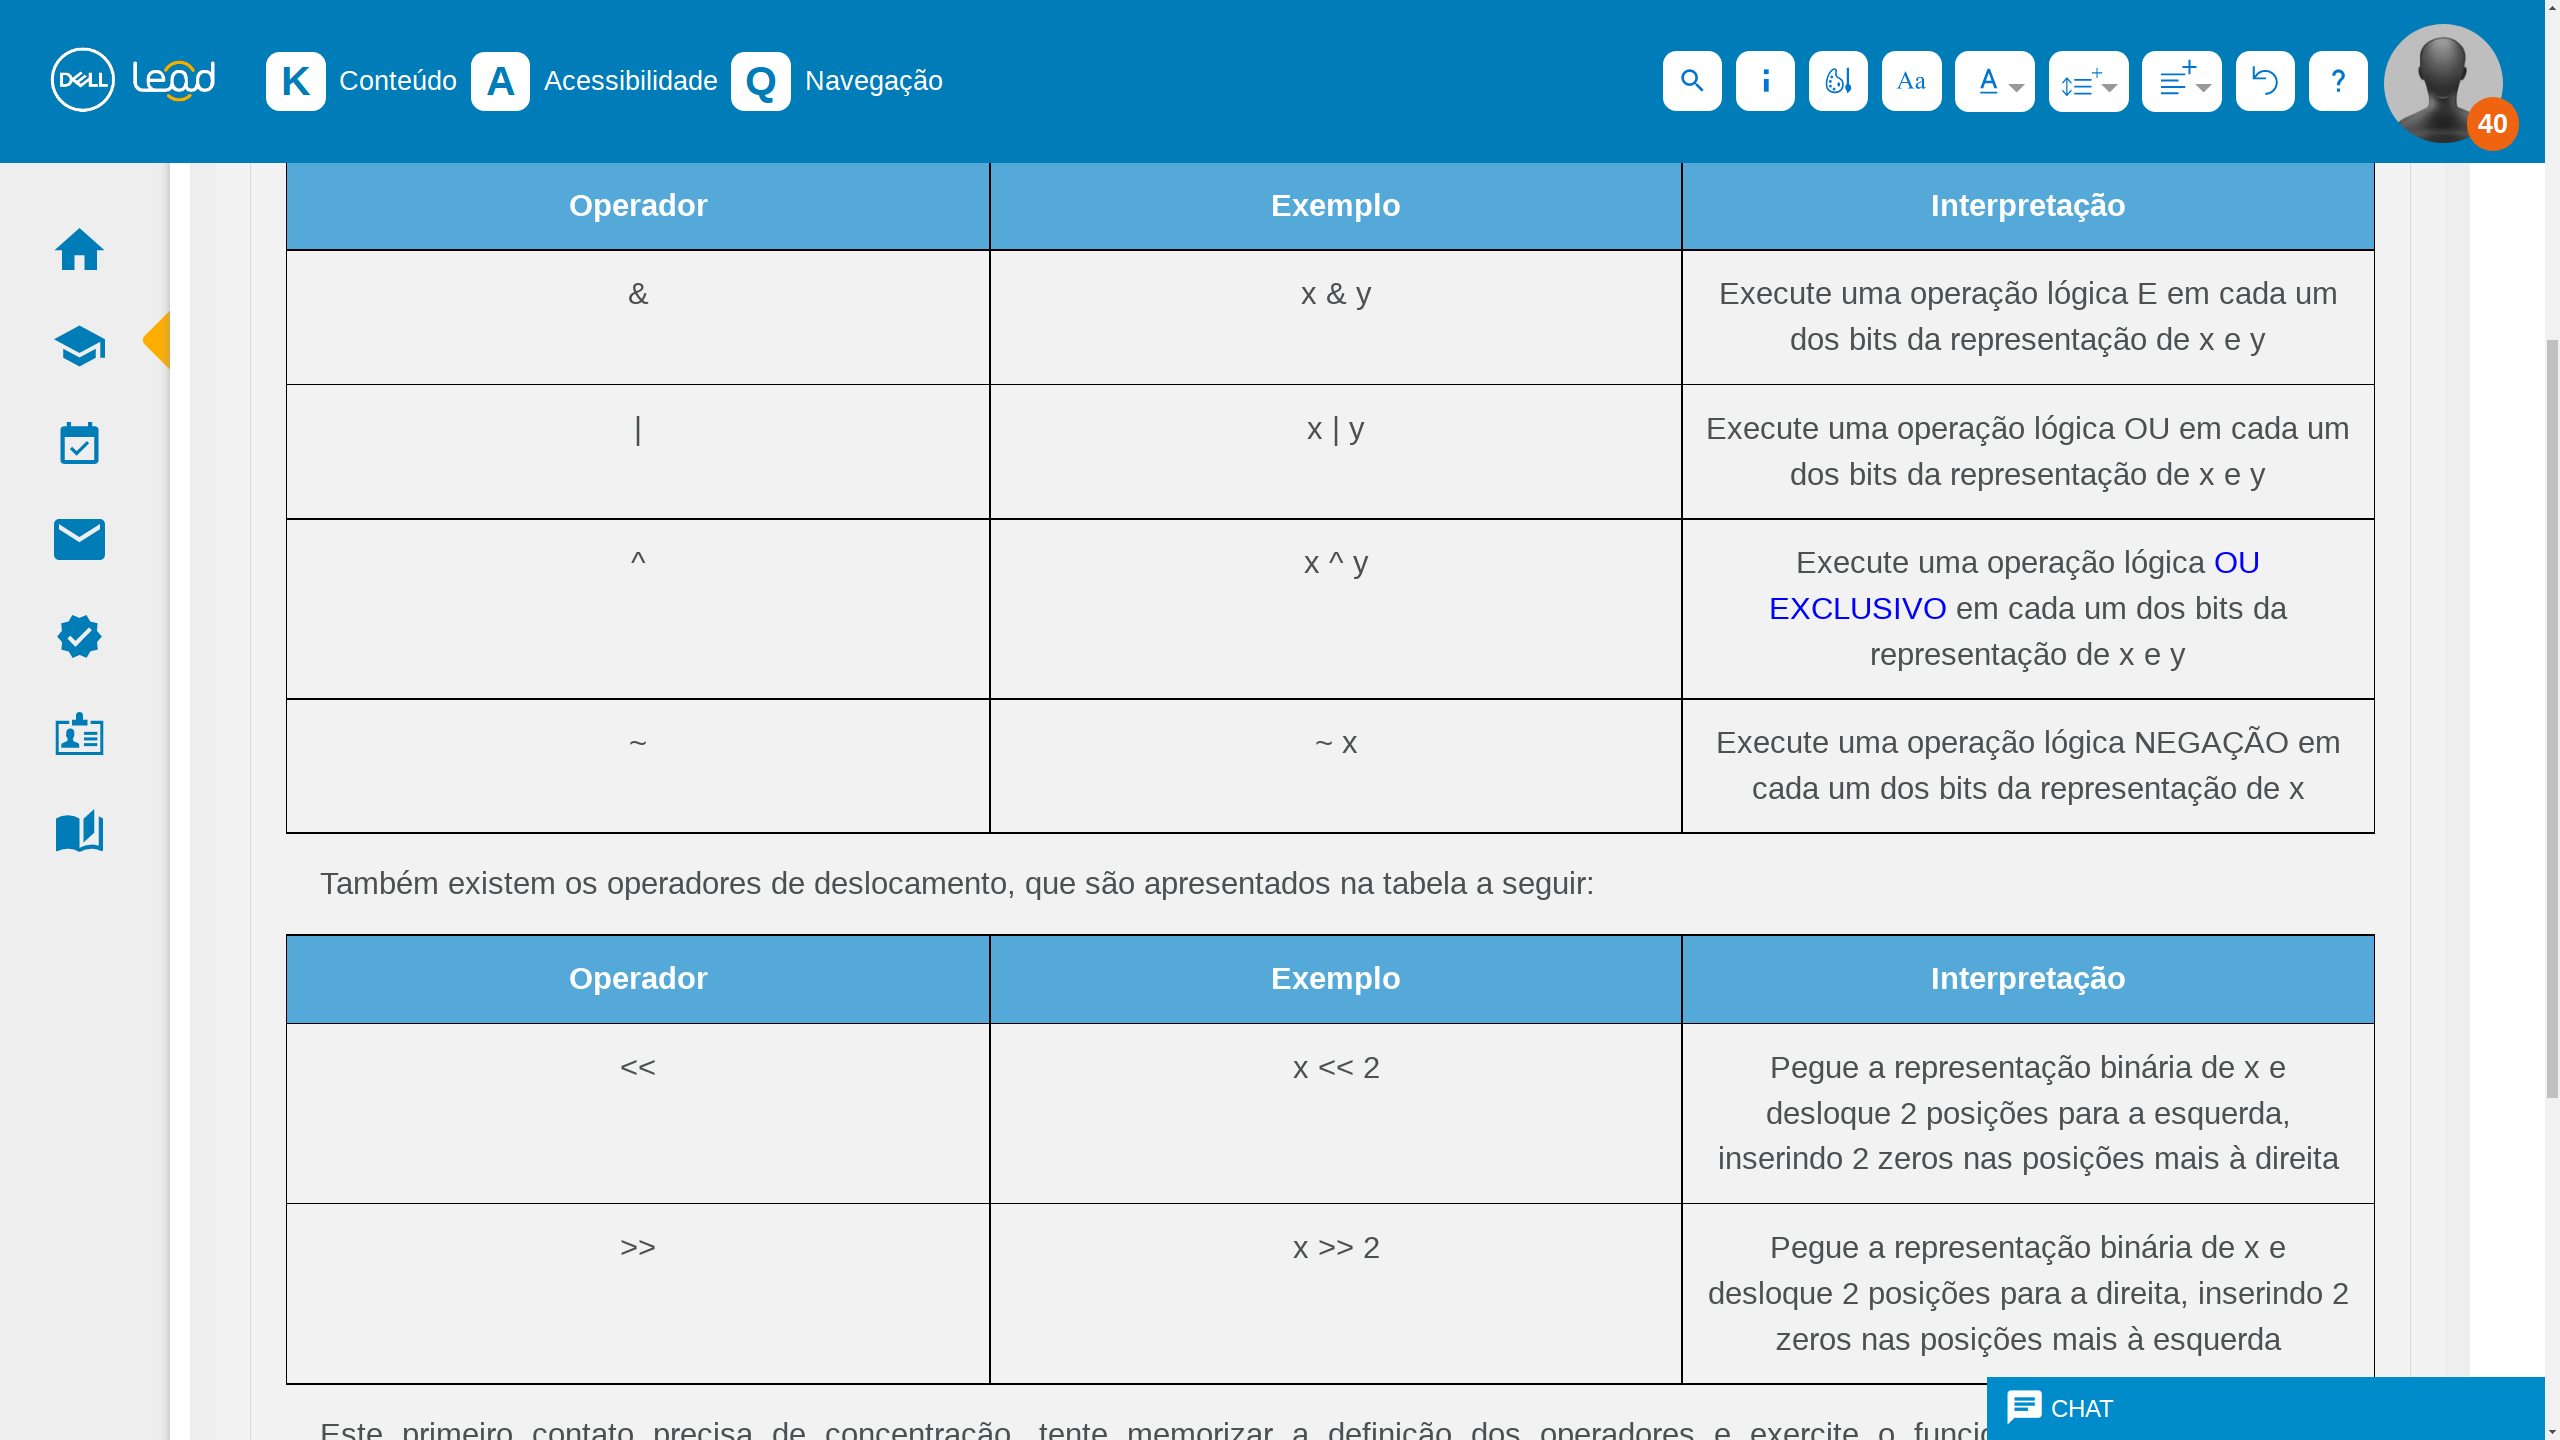 DELL Lead K Conteúdo A Acessibilidade Q Navegação i Aa A ? 40
Operador Exemplo Interpretação
& x & y Execute uma operação lógica E em cada um
dos bits da representação de x e y
| x | y Execute uma operação lógica OU em cada um
dos bits da representação de x e y
^ x ^ y Execute uma operação lógica OU
EXCLUSIVO em cada um dos bits da
representação de x e y
~ ~ x Execute uma operação lógica NEGAÇÃO em
cada um dos bits da representação de x
Também existem os operadores de deslocamento, que são apresentados na tabela a seguir:
Operador Exemplo Interpretação
<< x << 2 Pegue a representação binária de x e
desloque 2 posições para a esquerda,
inserindo 2 zeros nas posições mais à direita
>> x >> 2 Pegue a representação binária de x e
desloque 2 posições para a direita, inserindo 2
zeros nas posições mais à esquerda
Este primeiro contato precisa de concentração, tente memorizar a definição dos operadores e exercite o
CHAT